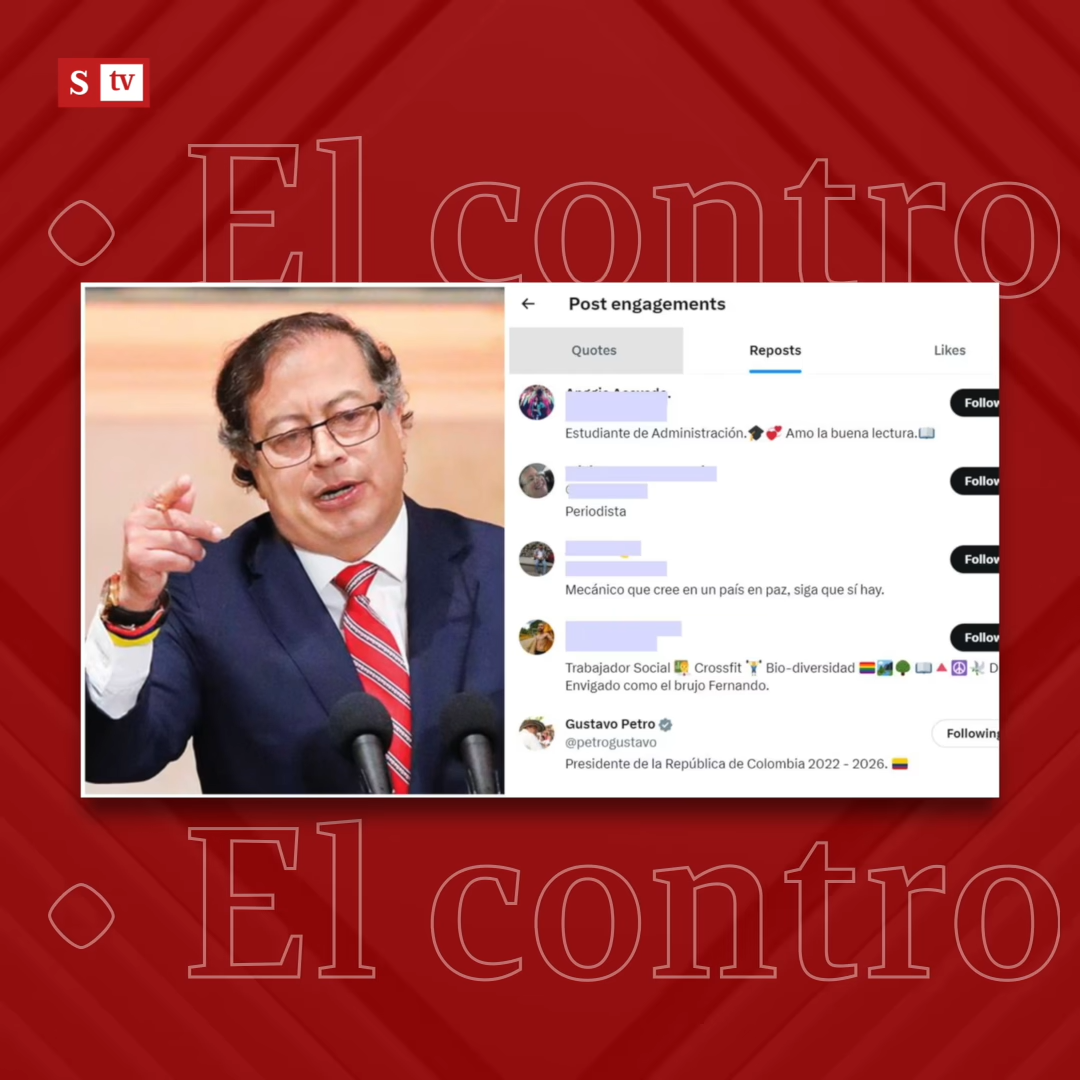 S tv
El contro
← Post engagements
Quotes Reposts Likes
Follow
Estudiante de Administración.🎓💞 Amo la buena lectura.📖
Follow
Periodista
Follow
Mecánico que cree en un país en paz, siga que sí hay.
Follow
Trabajador Social Crossfit Bio-diversidad D
Envigado como el brujo Fernando.
Gustavo Petro
@petrogustavo
Following
Presidente de la República de Colombia 2022 - 2026. 🇨🇴
El contro